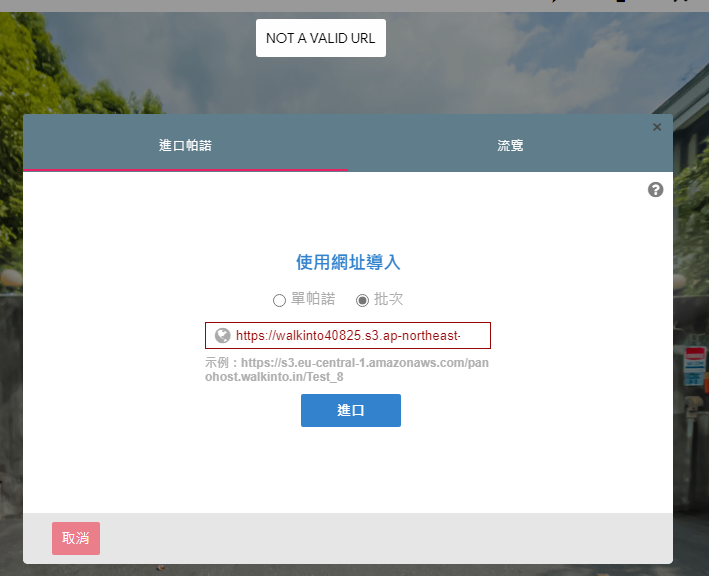 NOT A VALID URL
×
進口帕諾
流覽
?
使用網址導入
單帕諾
批次
https://walkinto40825.s3.ap-northeast-
示例：https://s3.eu-central-1.amazonaws.com/pan
ohost.walkinto.in/Test_8
進口
取消